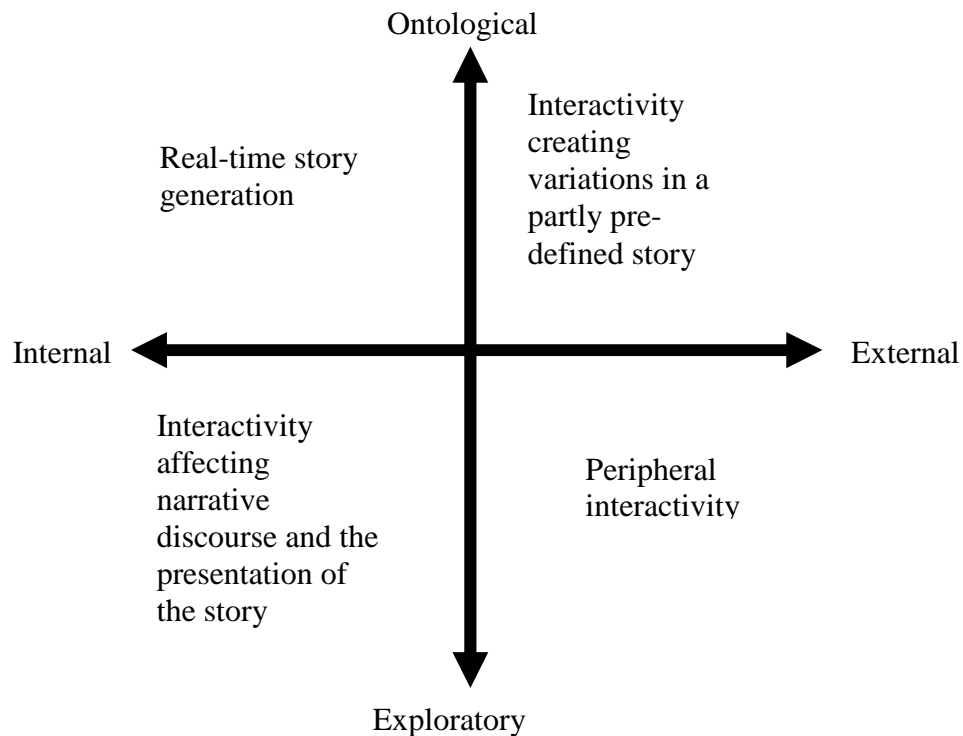 Ontological
Real-time story
generation
Interactivity
creating
variations in a
partly pre-
defined story
Internal
External
Interactivity
affecting
narrative
discourse and the
presentation of
the story
Peripheral
interactivity
Exploratory